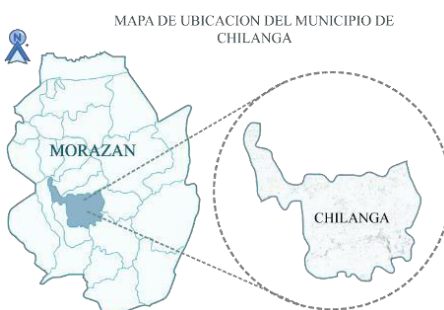 MAPA DE UBICACION DEL MUNICIPIO DE
CHILANGA
N
MORAZAN
CHILANGA